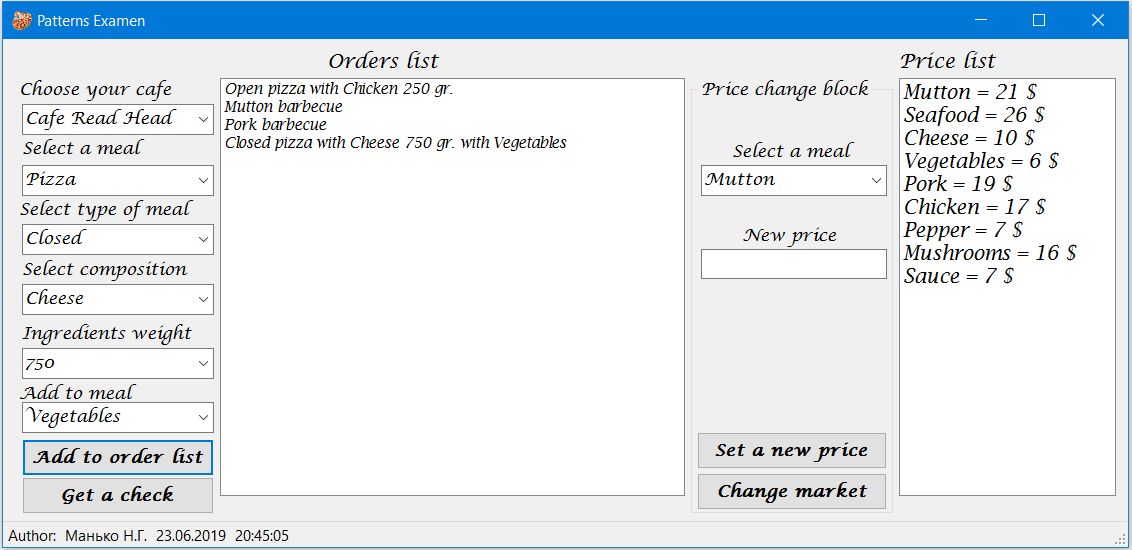 Patterns Examen
Orders list
Price list
Choose your cafe
Cafe Read Head
Select a meal
Pizza
Select type of meal
Closed
Select composition
Cheese
Ingredients weight
750
Add to meal
Vegetables
Add to order list
Get a check
Open pizza with Chicken 250 gr.
Mutton barbecue
Pork barbecue
Closed pizza with Cheese 750 gr. with Vegetables
Price change block
Select a meal
Mutton
New price
Set a new price
Change market
Mutton = 21 $
Seafood = 26 $
Cheese = 10 $
Vegetables = 6 $
Pork = 19 $
Chicken = 17 $
Pepper = 7 $
Mushrooms = 16 $
Sauce = 7 $
Author: Манько Н.Г. 23.06.2019 20:45:05